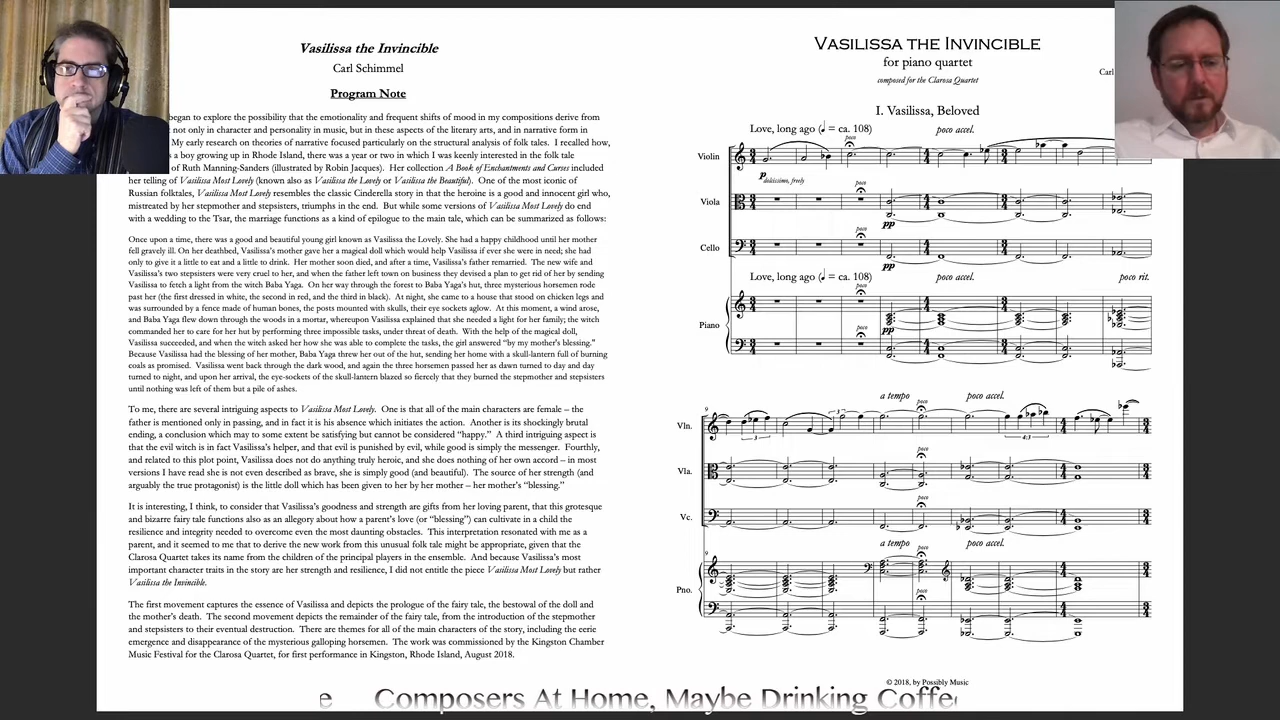 Vasilissa the Invincible
Carl Schimmel
Program Note
began to explore the possibility that the emotionality and frequent shifts of mood in my compositions derive from
not only in character and personality in music, but in these aspects of the literary arts, and in narrative form in
My early research on theories of narrative focused particularly on the structural analysis of folk tales. I recalled how,
s a boy growing up in Rhode Island, there was a year or two in which I was keenly interested in the folk tale
of Ruth Manning-Sanders (illustrated by Robin Jacques). Her collection A Book of Enchantments and Curses included
her telling of Vasilissa Most Lovely (known also as Vasilissa the Lovely or Vasilissa the Beautiful). One of the most iconic of
Russian folktales, Vasilissa Most Lovely resembles the classic Cinderella story in that the heroine is a good and innocent girl who,
mistreated by her stepmother and stepsisters, triumphs in the end. But while some versions of Vasilissa Most Lovely do end
with a wedding to the Tsar, the marriage functions as a kind of epilogue to the main tale, which can be summarized as follows:
Once upon a time, there was a good and beautiful young girl known as Vasilissa the Lovely. She had a happy childhood until her mother
fell gravely ill. On her deathbed, Vasilissa's mother gave her a magical doll which would help Vasilissa if ever she were in need; she had
only to give it a little to eat and a little to drink. Her mother soon died, and after a time, Vasilissa's father remarried. The new wife and
Vasilissa's two stepsisters were very cruel to her, and when the father left town on business they devised a plan to get rid of her by sending
Vasilissa to fetch a light from the witch Baba Yaga. On her way through the forest to Baba Yaga's hut, three mysterious horsemen rode
past her (the first dressed in white, the second in red, and the third in black). At night, she came to a house that stood on chicken legs and
was surrounded by a fence made of human bones, the posts mounted with skulls, their eye sockets aglow. At this moment, a wind arose,
and Baba Yaga flew down through the woods in a mortar, whereupon Vasilissa explained that she needed a light for her family; the witch
commanded her to care for her hut by performing three impossible tasks, under threat of death. With the help of the magical doll,
Vasilissa succeeded, and when the witch asked her how she was able to complete the tasks, the girl answered "by my mother's blessing."
Because Vasilissa had the blessing of her mother, Baba Yaga threw her out of the hut, sending her home with a skull-lantern full of burning
coals as promised. Vasilissa went back through the dark wood, and again the three horsemen passed her as dawn turned to day and day
turned to night, and upon her arrival, the eye-sockets of the skull-lantern blazed so fiercely that they burned the stepmother and stepsisters
until nothing was left of them but a pile of ashes.
To me, there are several intriguing aspects to Vasilissa Most Lovely. One is that all of the main characters are female – the
father is mentioned only in passing, and in fact it is his absence which initiates the action. Another is its shockingly brutal
ending, a conclusion which may to some extent be satisfying but cannot be considered "happy." A third intriguing aspect is
that the evil witch is in fact Vasilissa's helper, and that evil is punished by evil, while good is simply the messenger. Fourthly,
and related to this plot point, Vasilissa does not do anything truly heroic, and she does nothing of her own accord – in most
versions I have read she is not even described as brave, she is simply good (and beautiful). The source of her strength (and
arguably the true protagonist) is the little doll which has been given to her by her mother – her mother's "blessing."
It is interesting, I think, to consider that Vasilissa's goodness and strength are gifts from her loving parent, that this grotesque
and bizarre fairy tale functions also as an allegory about how a parent's love (or "blessing") can cultivate in a child the
resilience and integrity needed to overcome even the most daunting obstacles. This interpretation resonated with me as a
parent, and it seemed to me that to derive the new work from this unusual folk tale might be appropriate, given that the
Clarosa Quartet takes its name from the children of the principal players in the ensemble. And because Vasilissa's most
important character traits in the story are her strength and resilience, I did not entitle the piece Vasilissa Most Lovely but rather
Vasilissa the Invincible.
The first movement captures the essence of Vasilissa and depicts the prologue of the fairy tale, the bestowal of the doll and
the mother's death. The second movement depicts the remainder of the fairy tale, from the introduction of the stepmother
and stepsisters to their eventual destruction. There are themes for all of the main characters of the story, including the eerie
emergence and disappearance of the mysterious galloping horsemen. The work was commissioned by the Kingston Chamber
Music Festival for the Clarosa Quartet, for first performance in Kingston, Rhode Island, August 2018.
VASILISSA THE INVINCIBLE
for piano quartet
composed for the Clarosa Quartet
Carl
I. Vasilissa, Beloved
Love, long ago (♩ = ca. 108) poco accel.
poco
Violin
p dolcissimo, freely
poco
Viola
pp
poco
Cello
pp
Love, long ago (♩ = ca. 108) poco accel. poco rit.
poco
Piano
pp
poco
a tempo poco accel.
9
poco
Vln.
3
3
4:3
poco
Vla.
poco
Vc.
a tempo poco accel.
9
poco
Pno.
poco
© 2018, by Possibly Music
e Composers At Home, Maybe Drinking Coffe